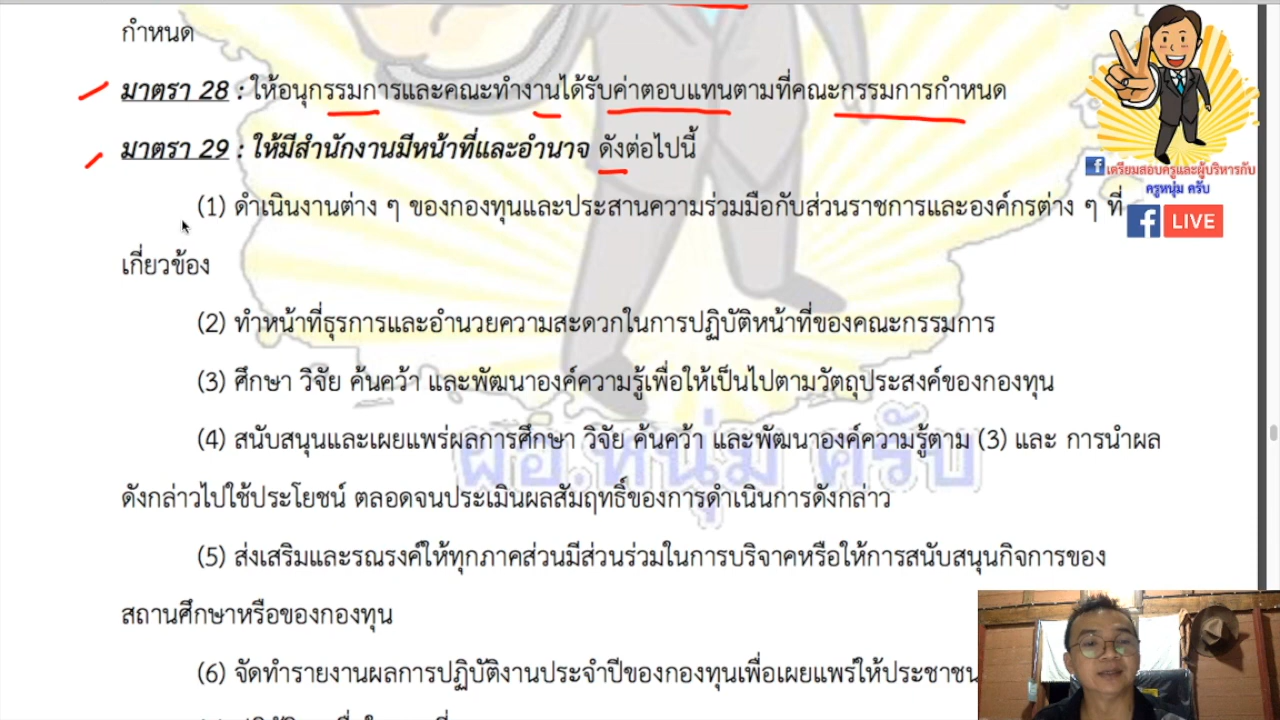 กำหนด
มาตรา 28 : ให้อนุกรรมการและคณะทำงานได้รับค่าตอบแทนตามที่คณะกรรมการกำหนด
มาตรา 29 : ให้มีสำนักงานมีหน้าที่และอำนาจ ดังต่อไปนี้
(1) ดำเนินงานต่าง ๆ ของกองทุนและประสานความร่วมมือกับส่วนราชการและองค์กรต่าง ๆ ที่
เกี่ยวข้อง
(2) ทำหน้าที่ธุรการและอำนวยความสะดวกในการปฏิบัติหน้าที่ของคณะกรรมการ
(3) ศึกษา วิจัย ค้นคว้า และพัฒนาองค์ความรู้เพื่อให้เป็นไปตามวัตถุประสงค์ของกองทุน
(4) สนับสนุนและเผยแพร่ผลการศึกษา วิจัย ค้นคว้า และพัฒนาองค์ความรู้ตาม (3) และ การนำผล
ดังกล่าวไปใช้ประโยชน์ ตลอดจนประเมินผลสัมฤทธิ์ของการดำเนินการดังกล่าว
(5) ส่งเสริมและรณรงค์ให้ทุกภาคส่วนมีส่วนร่วมในการบริจาคหรือให้การสนับสนุนกิจการของ
สถานศึกษาหรือของกองทุน
(6) จัดทำรายงานผลการปฏิบัติงานประจำปีของกองทุนเพื่อเผยแพร่ให้ประชาชน
ผอ.หนุ่ม ครับ
f เตรียมสอบครูและผู้บริหารกับ
ครูหนุ่ม ครับ
f LIVE